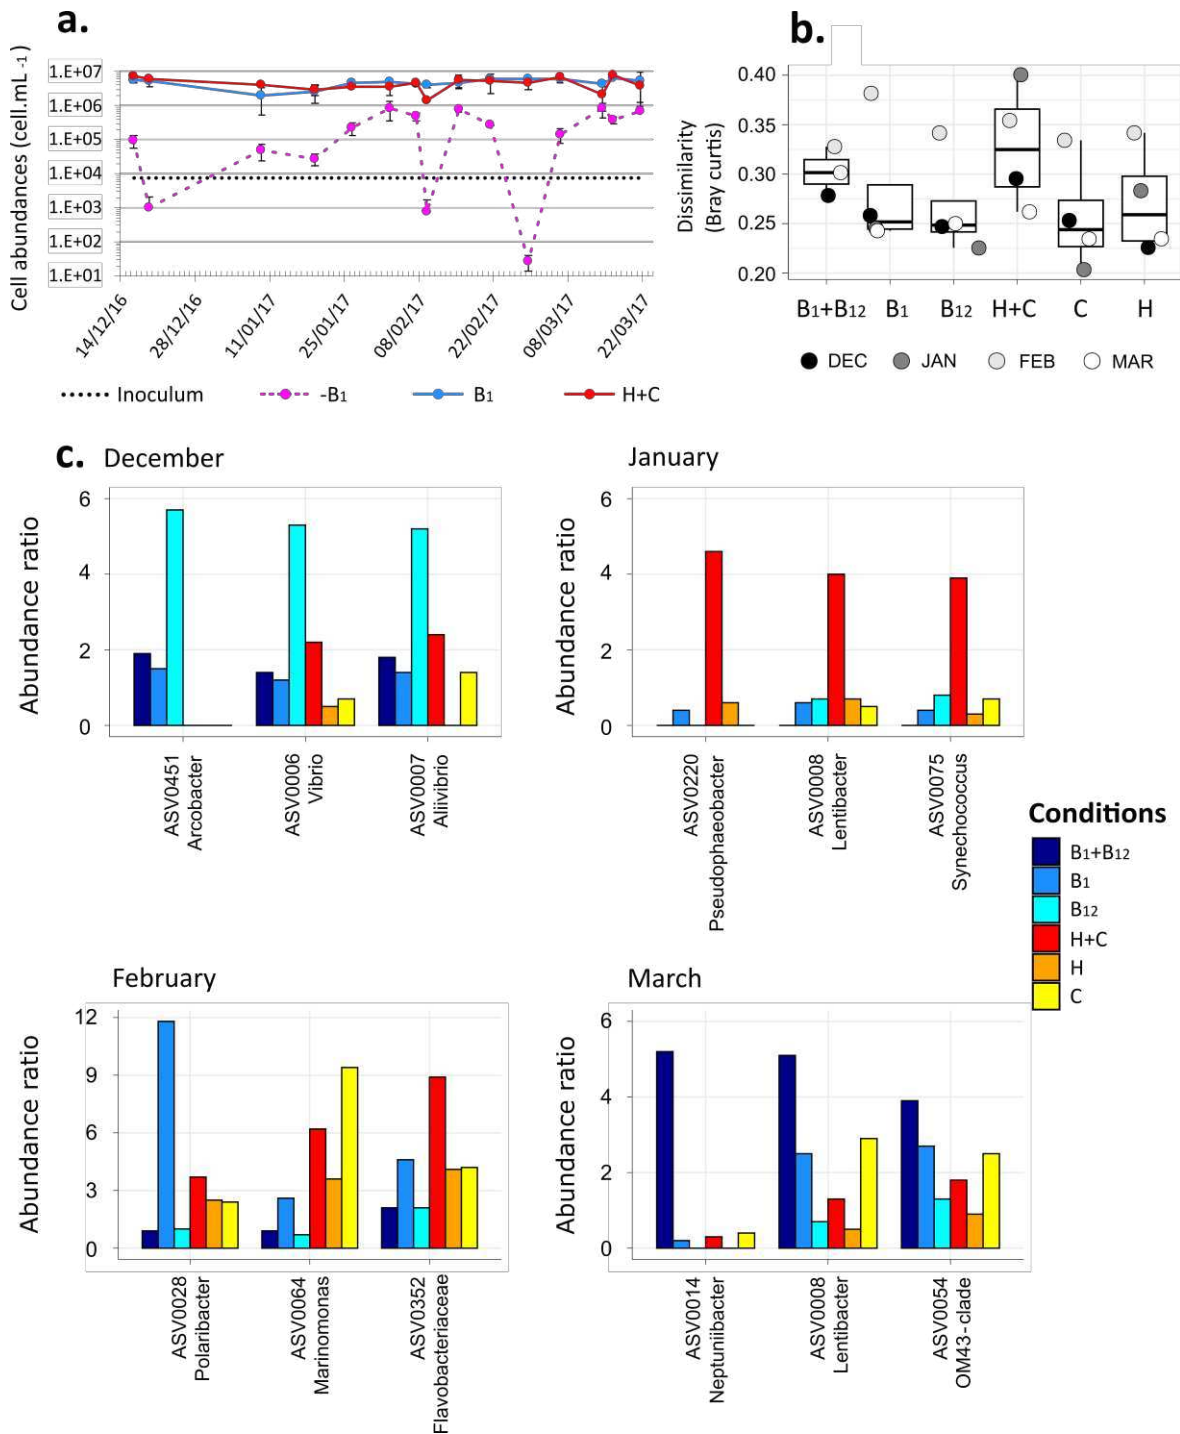 a.
Cell abundances (cell.mL -1)
1.E+07
1.E+06
1.E+05
1.E+04
1.E+03
1.E+02
1.E+01
14/12/16
28/12/16
11/01/17
25/01/17
08/02/17
22/02/17
08/03/17
22/03/17
Inoculum
-B1
B1
H+C
b.
Dissimilarity
(Bray curtis)
0.40
0.35
0.30
0.25
0.20
B1+B12 B1 B12 H+C C H
DEC JAN FEB MAR
c. December
Abundance ratio
6
4
2
0
ASV0451
Arcobacter
ASV0006
Vibrio
ASV0007
Aliivibrio
January
Abundance ratio
6
4
2
0
ASV0220
Pseudophaeobacter
ASV0008
Lentibacter
ASV0075
Synechococcus
Conditions
B1+B12
B1
B12
H+C
H
C
February
Abundance ratio
12
9
6
3
0
ASV0028
Polaribacter
ASV0064
Marinomonas
ASV0352
Flavobacteriaceae
March
Abundance ratio
6
4
2
0
ASV0014
Neptuniibacter
ASV0008
Lentibacter
ASV0054
OM43-clade